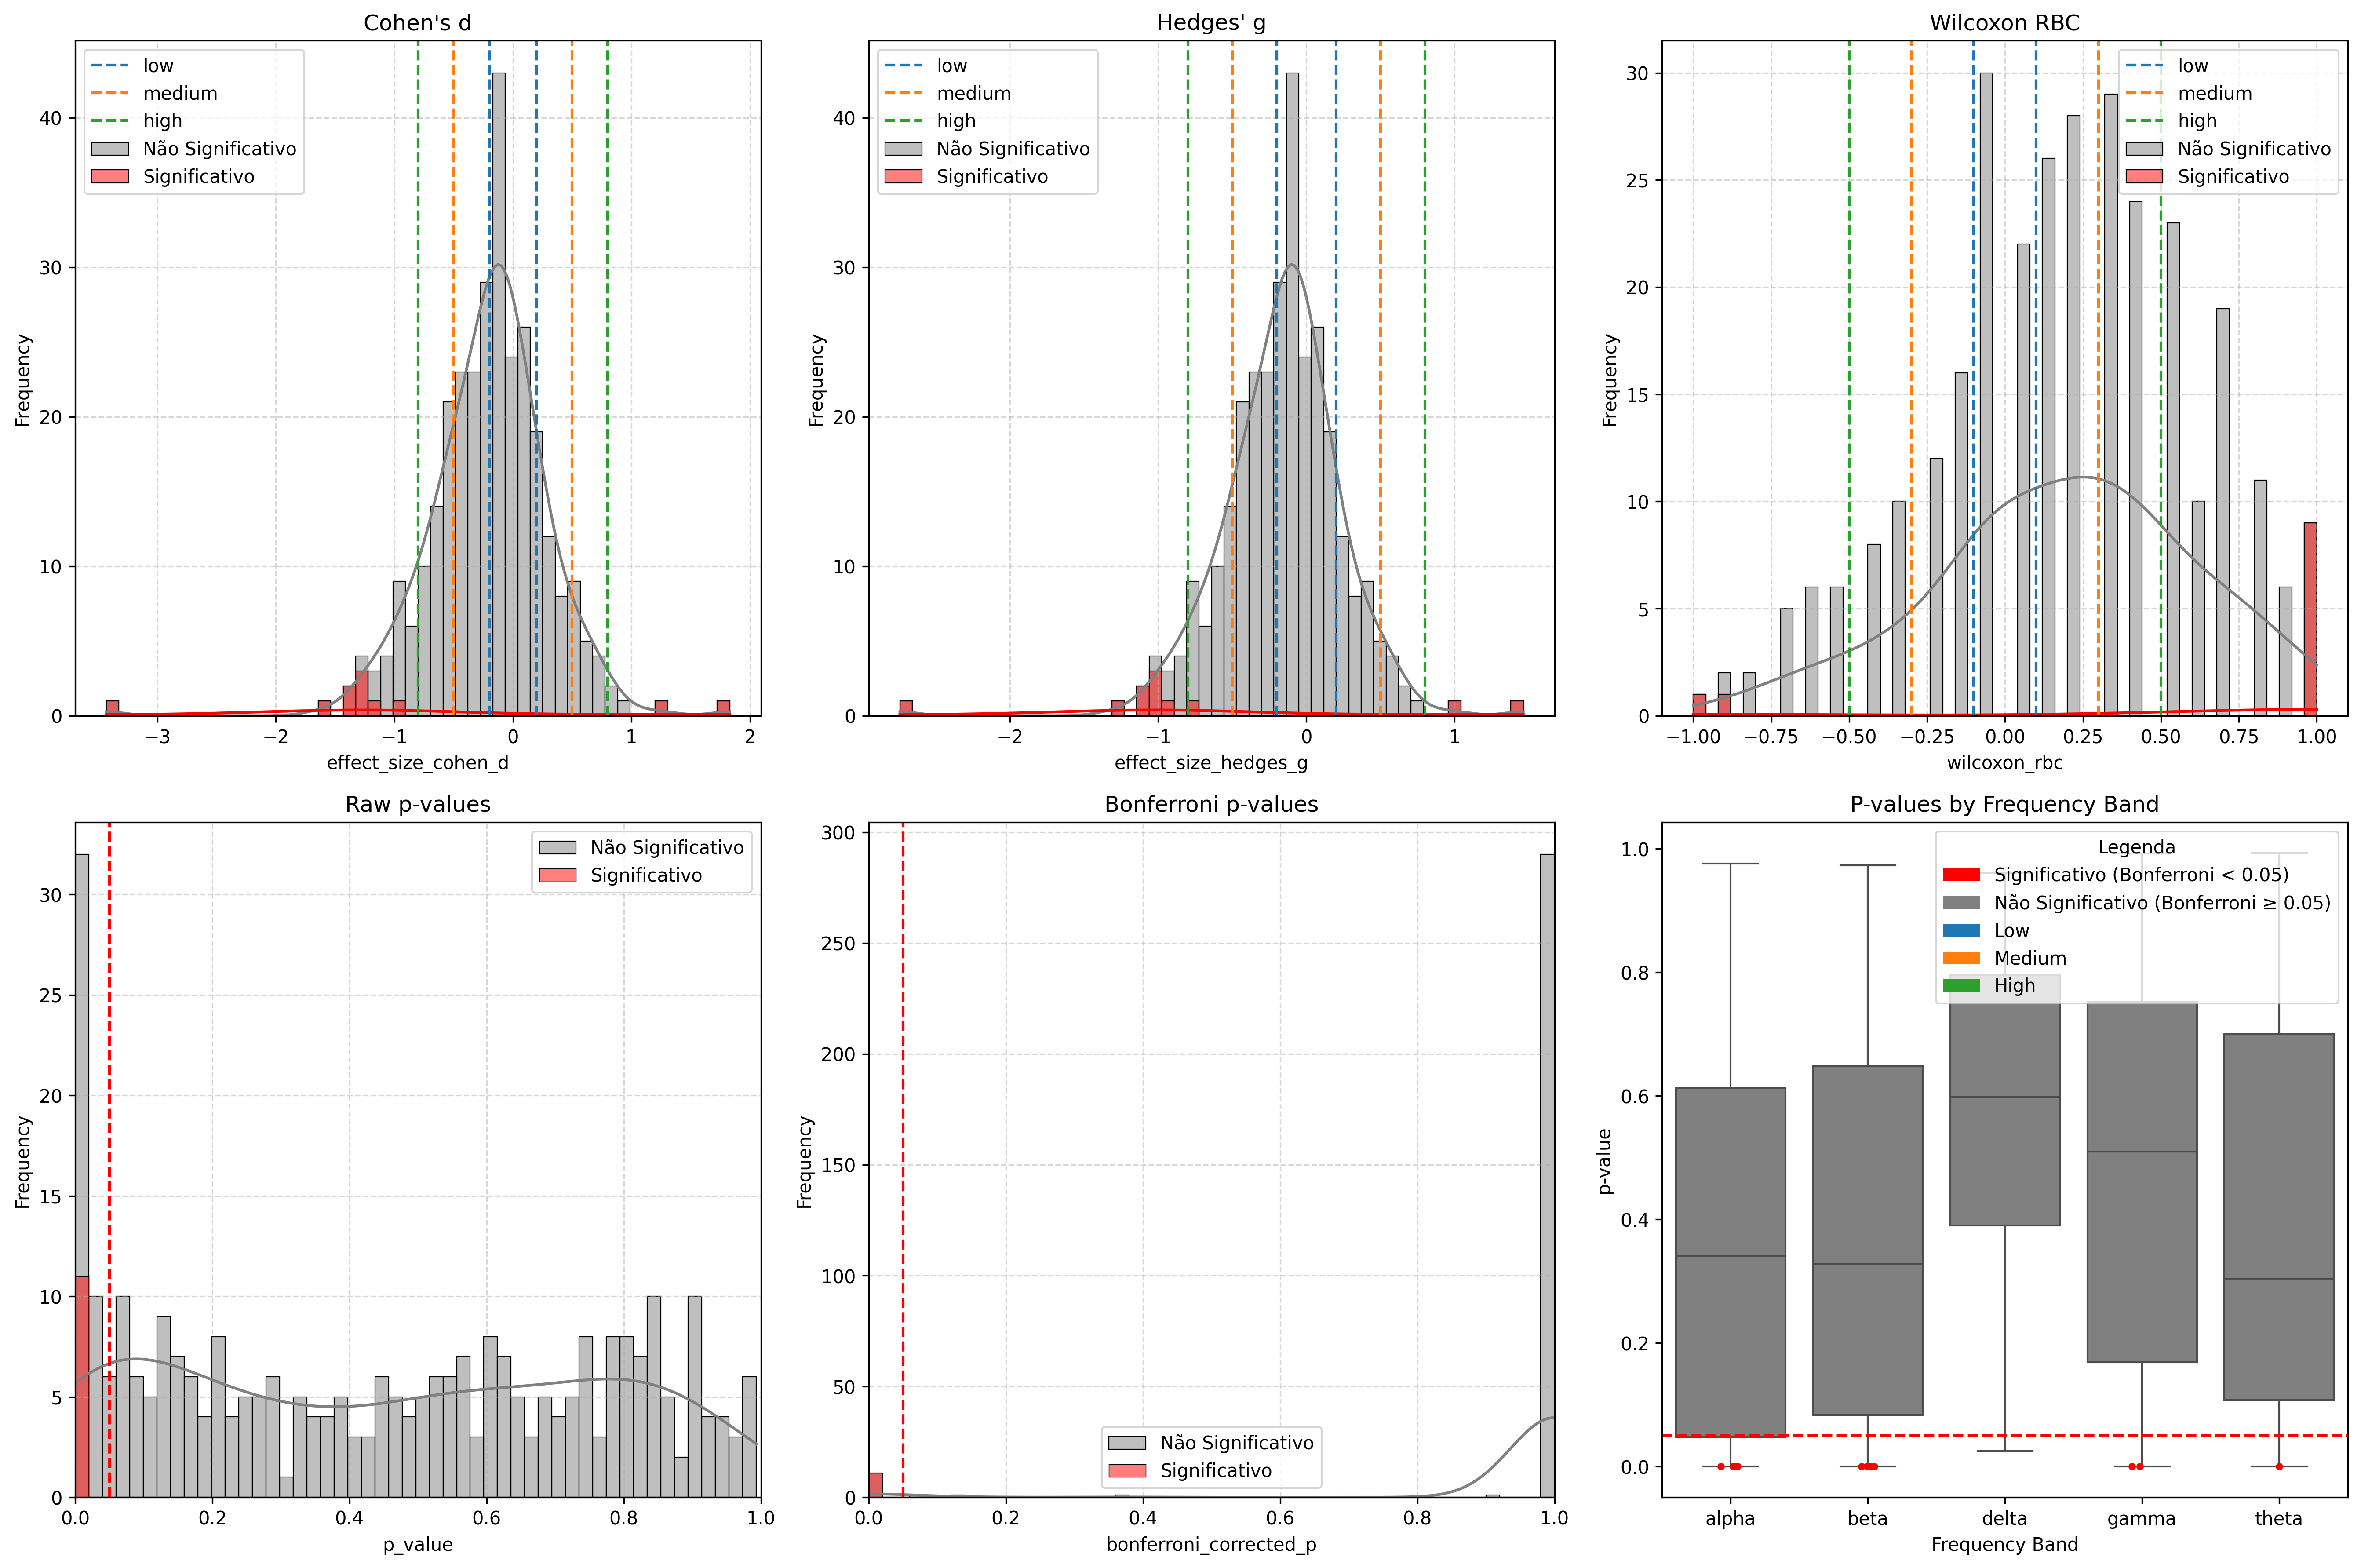 Cohen's d
low
medium
high
Não Significativo
Significativo
Frequency
40
30
20
10
0
−3
−2
−1
0
1
2
effect_size_cohen_d
Hedges' g
low
medium
high
Não Significativo
Significativo
Frequency
40
30
20
10
0
−2
−1
0
1
effect_size_hedges_g
Wilcoxon RBC
low
medium
high
Não Significativo
Significativo
Frequency
30
25
20
15
10
5
0
−1.00
−0.75
−0.50
−0.25
0.00
0.25
0.50
0.75
1.00
wilcoxon_rbc
Raw p-values
Não Significativo
Significativo
Frequency
30
25
20
15
10
5
0
0.0
0.2
0.4
0.6
0.8
1.0
p_value
Bonferroni p-values
Não Significativo
Significativo
Frequency
300
250
200
150
100
50
0
0.0
0.2
0.4
0.6
0.8
1.0
bonferroni_corrected_p
P-values by Frequency Band
Legenda
Significativo (Bonferroni < 0.05)
Não Significativo (Bonferroni ≥ 0.05)
Low
Medium
High
p-value
1.0
0.8
0.6
0.4
0.2
0.0
alpha
beta
delta
gamma
theta
Frequency Band